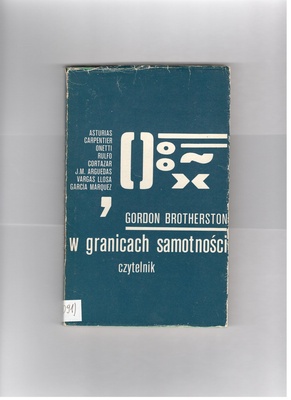 ASTURIAS
CARPENTIER
ONETTI
RULFO
CORTAZAR
J.M. ARGUEDAS
VARGAS LLOSA
GARCIA MARQUEZ
GORDON BROTHERSTON
w granicach samotności
czytelnik